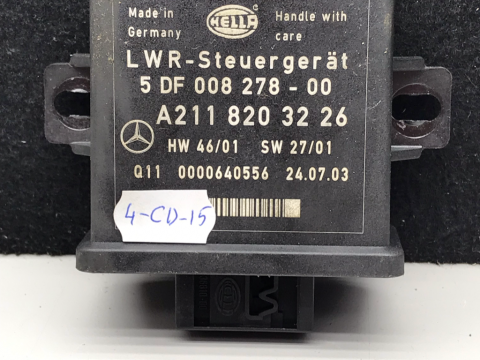 Made in
Germany
HELLA
Handle with
care
LWR-Steuergerät
5 DF 008 278 - 00
A211 820 32 26
HW 46/01 SW 27/01
Q11 0000640556 24.07.03
4-CD-15